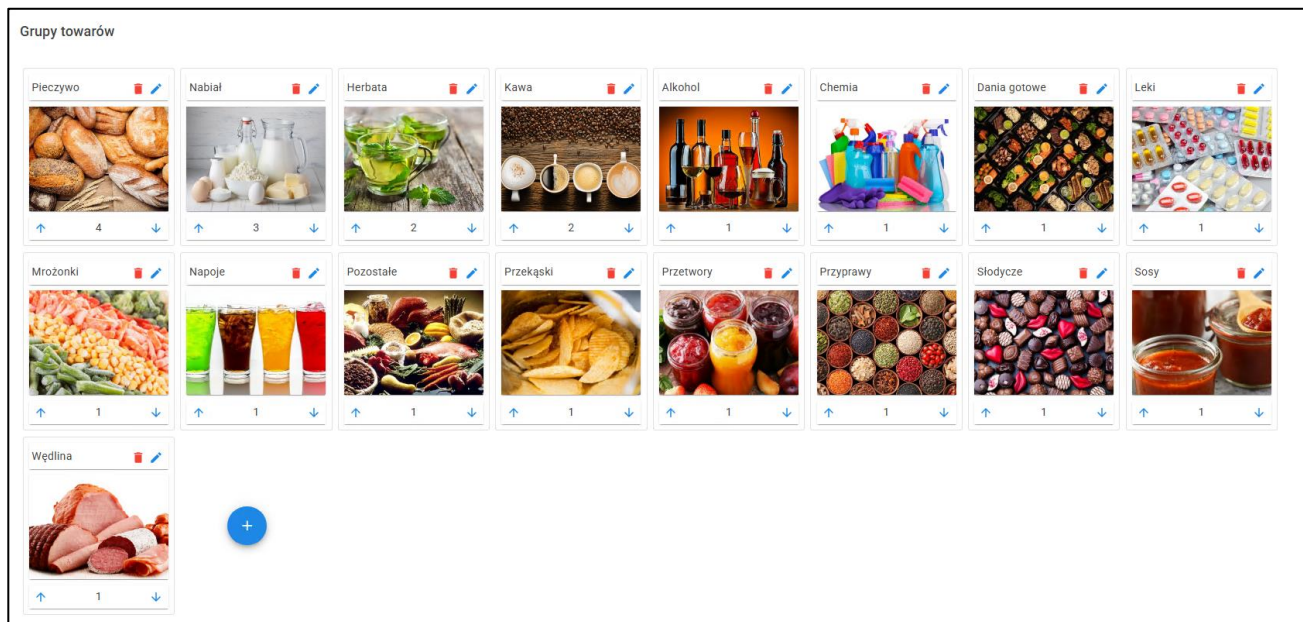 Grupy towarów
Pieczywo
Nabiał
Herbata
Kawa
Alkohol
Chemia
Dania gotowe
Leki
4
3
2
2
1
1
1
1
Mrożonki
Napoje
Pozostałe
Przekąski
Przetwory
Przyprawy
Słodycze
Sosy
1
1
1
1
1
1
1
1
Wędlina
+
1